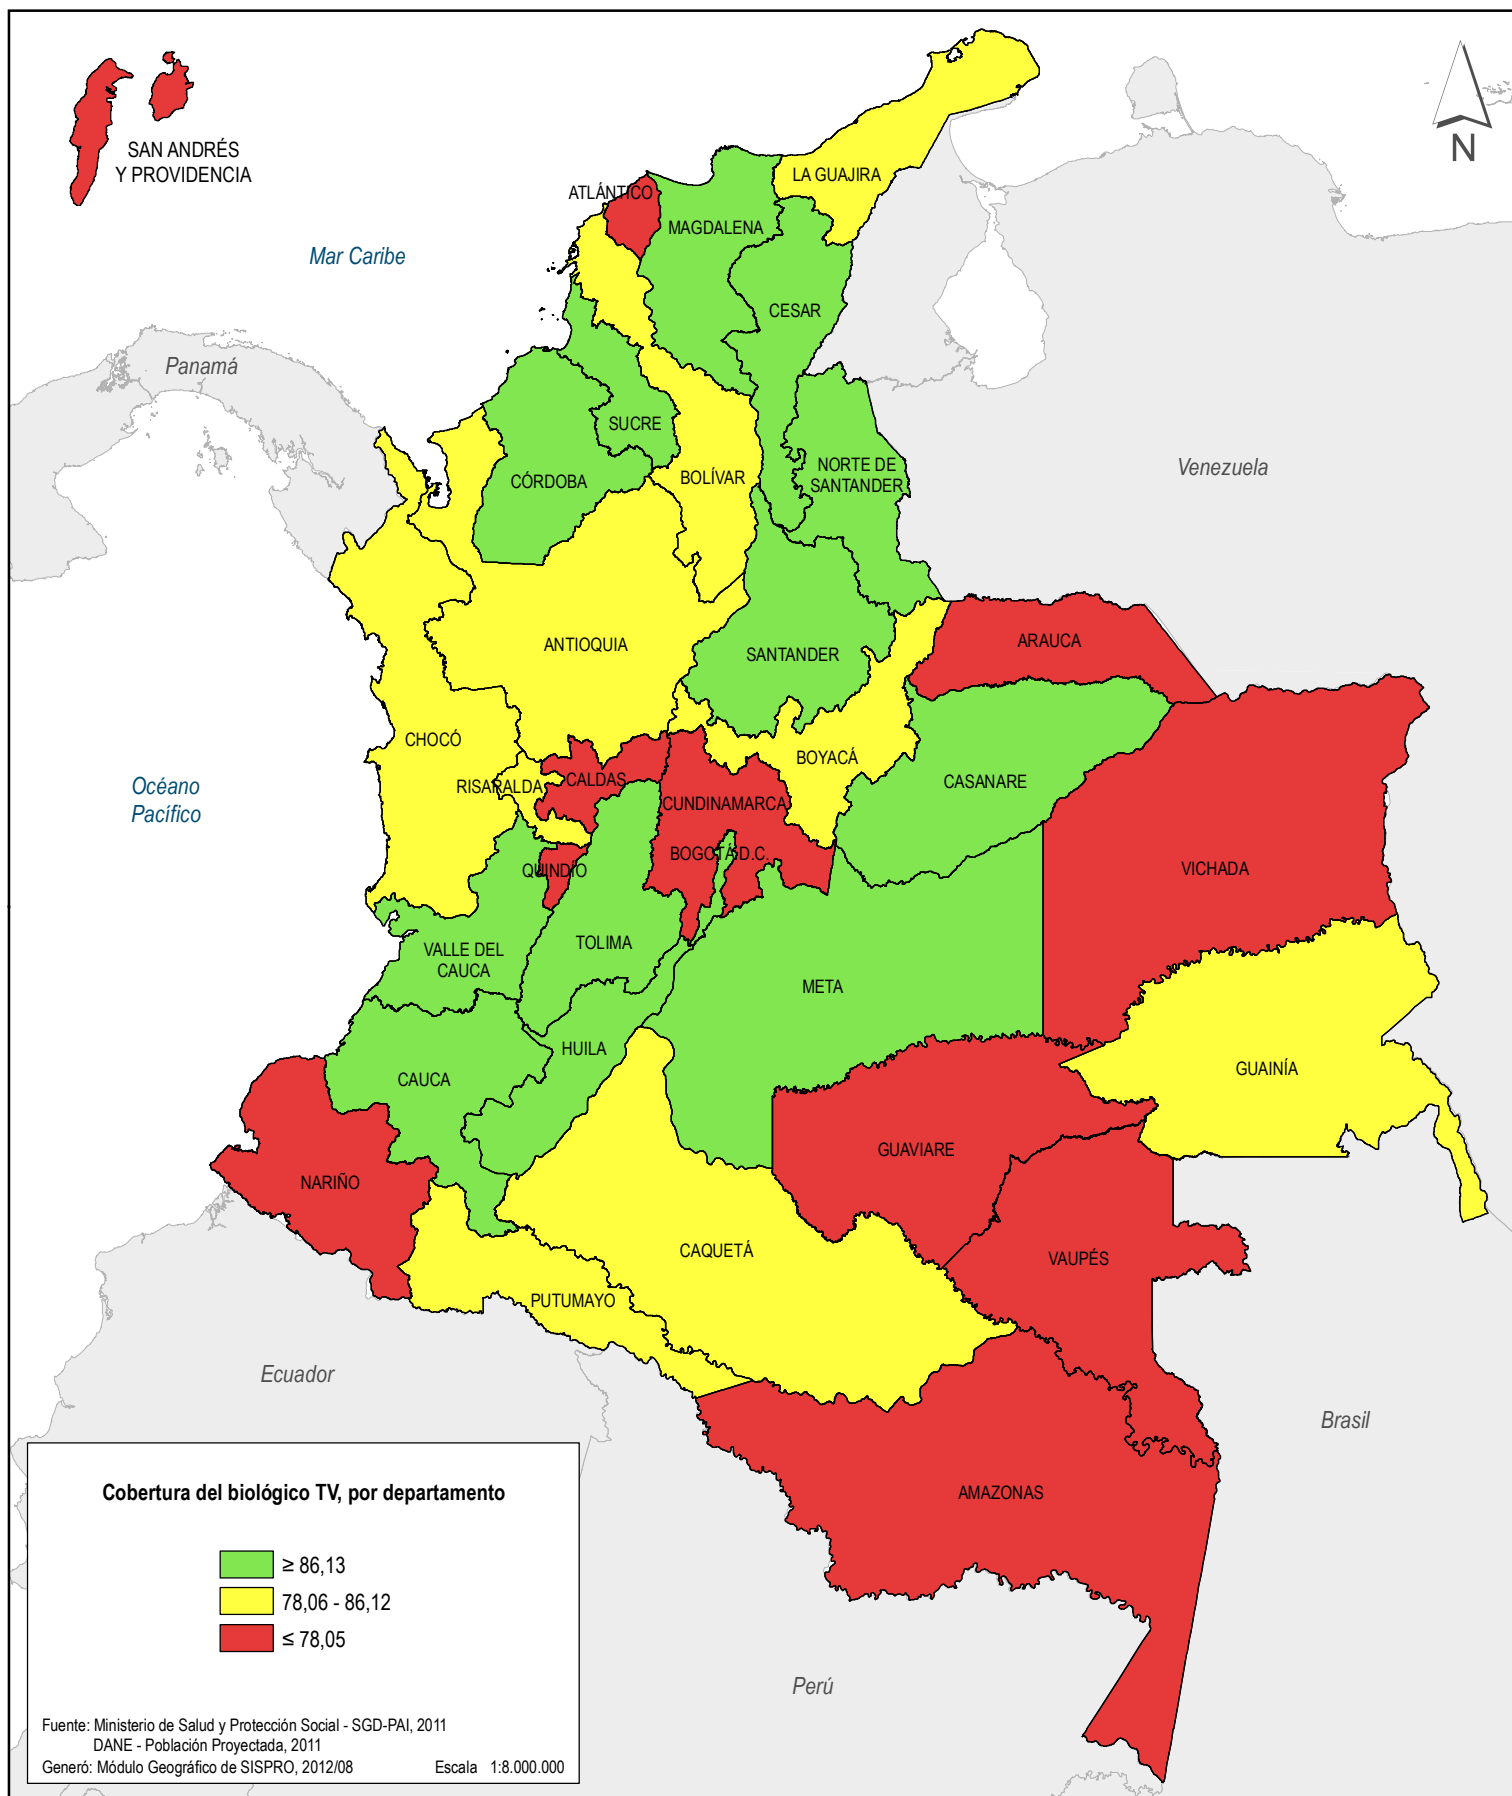 N
SAN ANDRÉS
Y PROVIDENCIA
LA GUAJIRA
ATLÁNTICO
MAGDALENA
Mar Caribe
CESAR
Panamá
SUCRE
NORTE DE
SANTANDER
Venezuela
CÓRDOBA
BOLÍVAR
ANTIOQUIA
SANTANDER
ARAUCA
CHOCÓ
BOYACÁ
CASANARE
RISARALDA
CALDAS
Océano
Pacífico
CUNDINAMARCA
BOGOTÁ D.C.
QUINDÍO
VICHADA
VALLE DEL
CAUCA
TOLIMA
META
HUILA
CAUCA
GUAINÍA
GUAVIARE
NARIÑO
CAQUETÁ
VAUPÉS
PUTUMAYO
Ecuador
Brasil
AMAZONAS
Perú
Cobertura del biológico TV, por departamento
≥ 86,13
78,06 - 86,12
≤ 78,05
Fuente: Ministerio de Salud y Protección Social - SGD-PAI, 2011
DANE - Población Proyectada, 2011
Generó: Módulo Geográfico de SISPRO, 2012/08 Escala 1:8.000.000